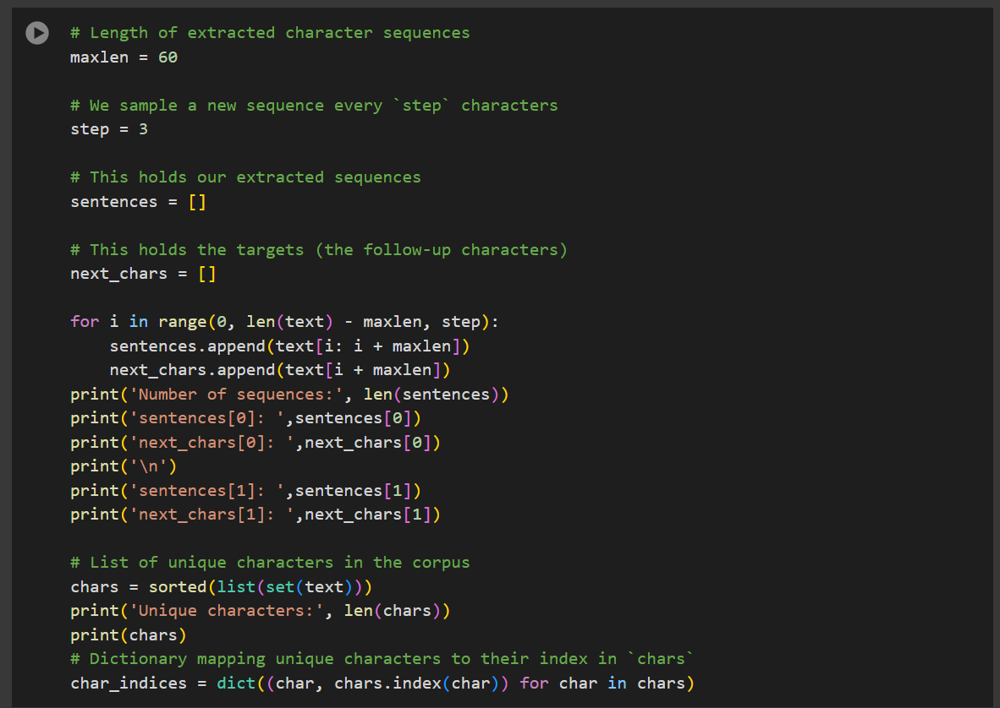 # Length of extracted character sequences
maxlen = 60
# We sample a new sequence every `step` characters
step = 3
# This holds our extracted sequences
sentences = []
# This holds the targets (the follow-up characters)
next_chars = []
for i in range(0, len(text) - maxlen, step):
    sentences.append(text[i: i + maxlen])
    next_chars.append(text[i + maxlen])
print('Number of sequences:', len(sentences))
print('sentences[0]: ',sentences[0])
print('next_chars[0]: ',next_chars[0])
print('\n')
print('sentences[1]: ',sentences[1])
print('next_chars[1]: ',next_chars[1])
# List of unique characters in the corpus
chars = sorted(list(set(text)))
print('Unique characters:', len(chars))
print(chars)
# Dictionary mapping unique characters to their index in `chars`
char_indices = dict((char, chars.index(char)) for char in chars)